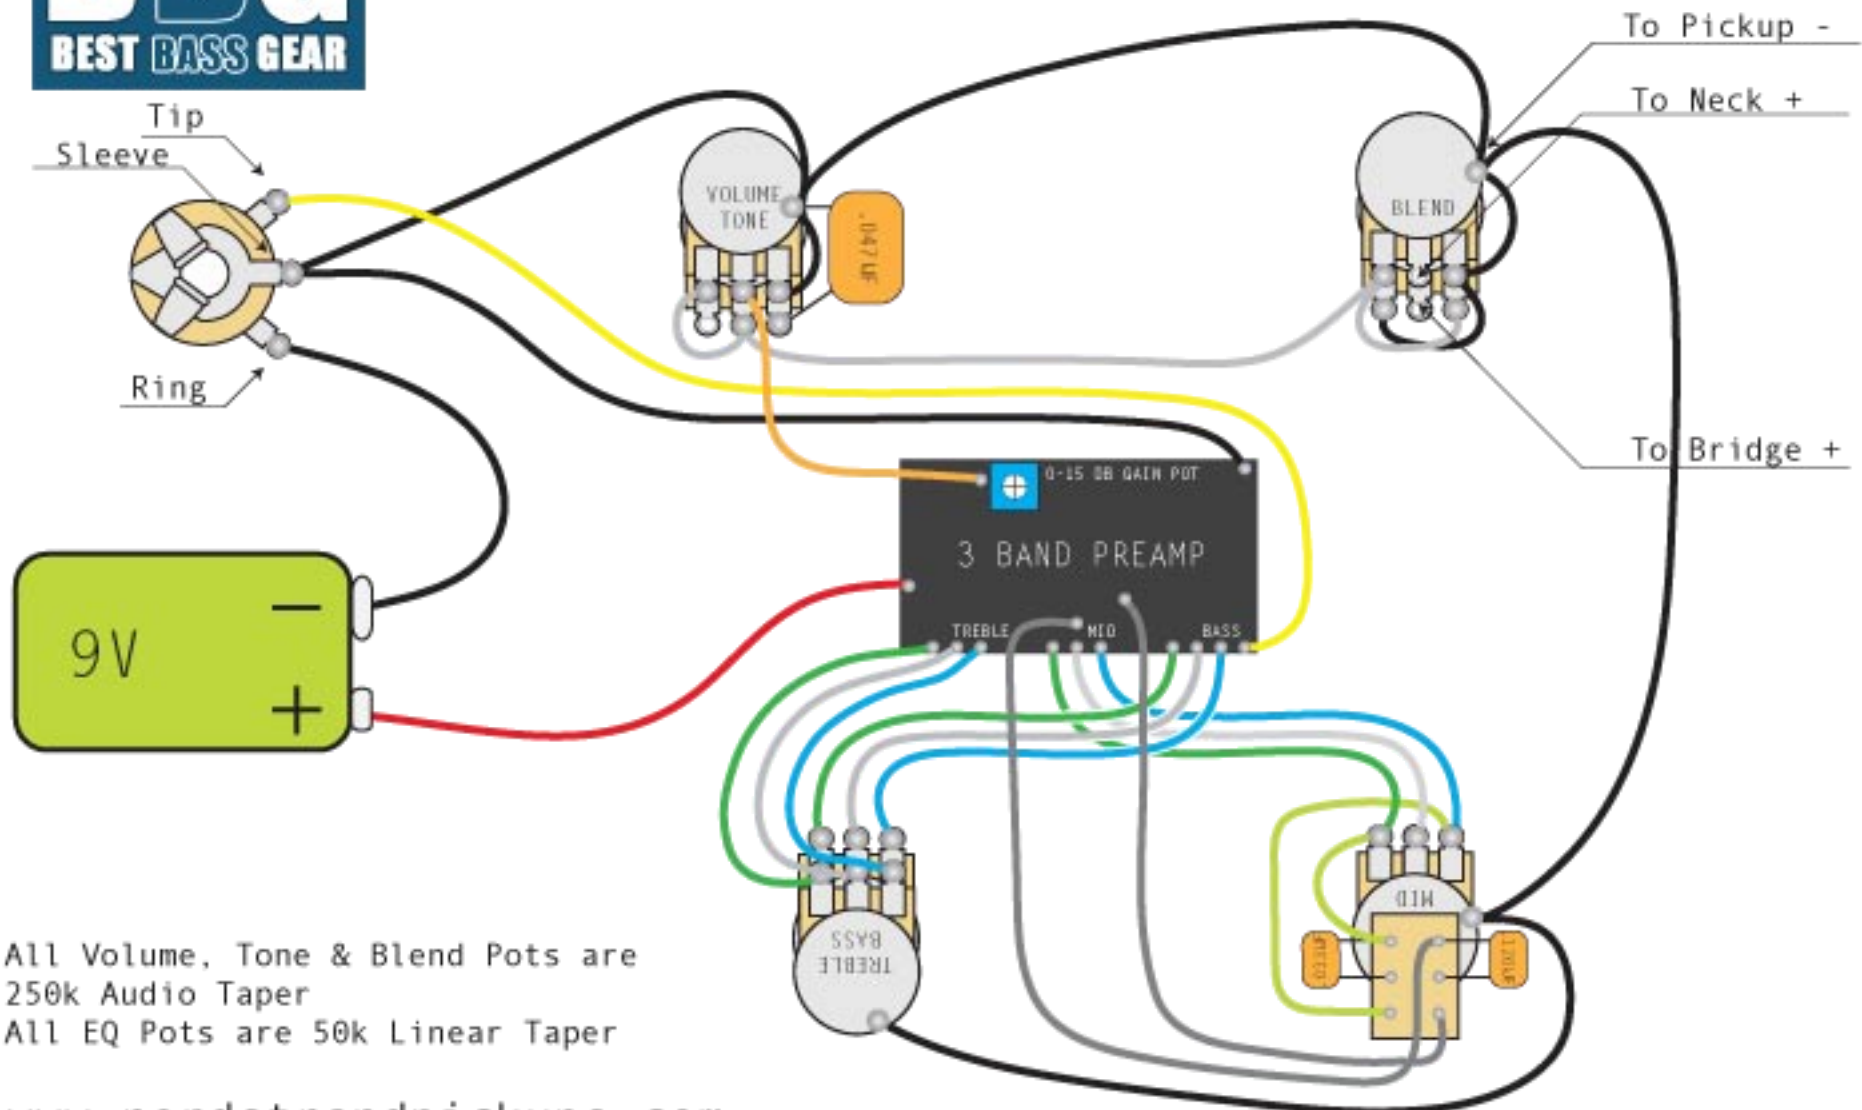 BEST BASS GEAR
To Pickup -
To Neck +
Tip
Sleeve
VOLUME
TONE
.047UF
BLEND
Ring
To Bridge +
0-15 DB GAIN POT
3 BAND PREAMP
TREBLE
MID
BASS
9V
−
+
MID
BASS
TREBLE
All Volume, Tone & Blend Pots are
250k Audio Taper
All EQ Pots are 50k Linear Taper